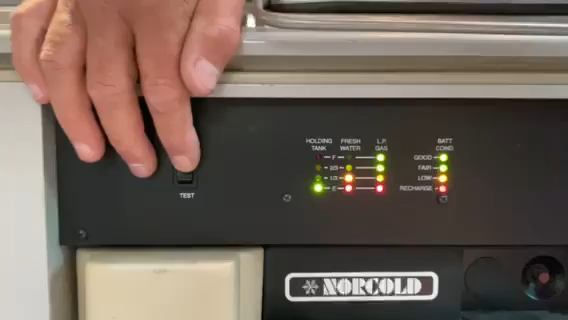 HOLDING TANK
FRESH WATER
L.P. GAS
BATT COND
F
2/3
1/3
E
GOOD
FAIR
LOW
RECHARGE
TEST
NORCOLD